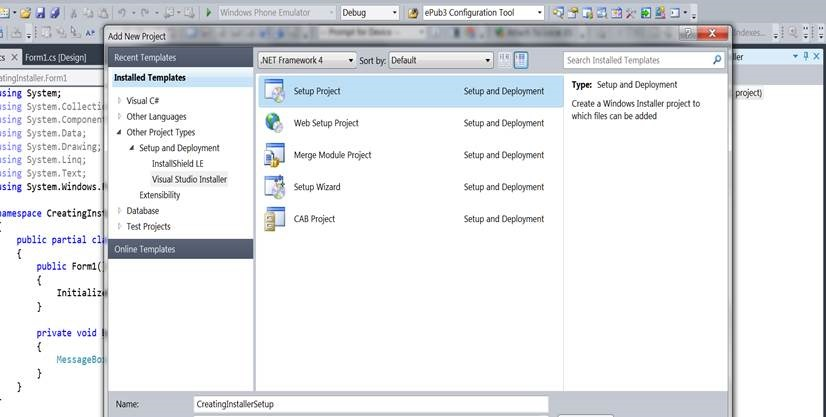 Windows Phone Emulator Debug ePub3 Configuration Tool
Add New Project
Form1.cs [Design]
eatingInstaller.Form1
using System;
using System.Collection
using System.Component
using System.Data;
using System.Drawing;
using System.Linq;
using System.Text;
using System.Windows.
namespace CreatingInst
{
public partial cla
{
public Form1()
{
Initialize
}
private void
{
MessageBox
}
}
Recent Templates
Installed Templates
Visual C#
Other Languages
Other Project Types
Setup and Deployment
InstallShield LE
Visual Studio Installer
Extensibility
Database
Test Projects
Online Templates
.NET Framework 4 Sort by: Default
Search Installed Templates
Setup Project Setup and Deployment
Web Setup Project Setup and Deployment
Merge Module Project Setup and Deployment
Setup Wizard Setup and Deployment
CAB Project Setup and Deployment
Type: Setup and Deployment
Create a Windows Installer project to
which files can be added
project)
Name: CreatingInstallerSetup